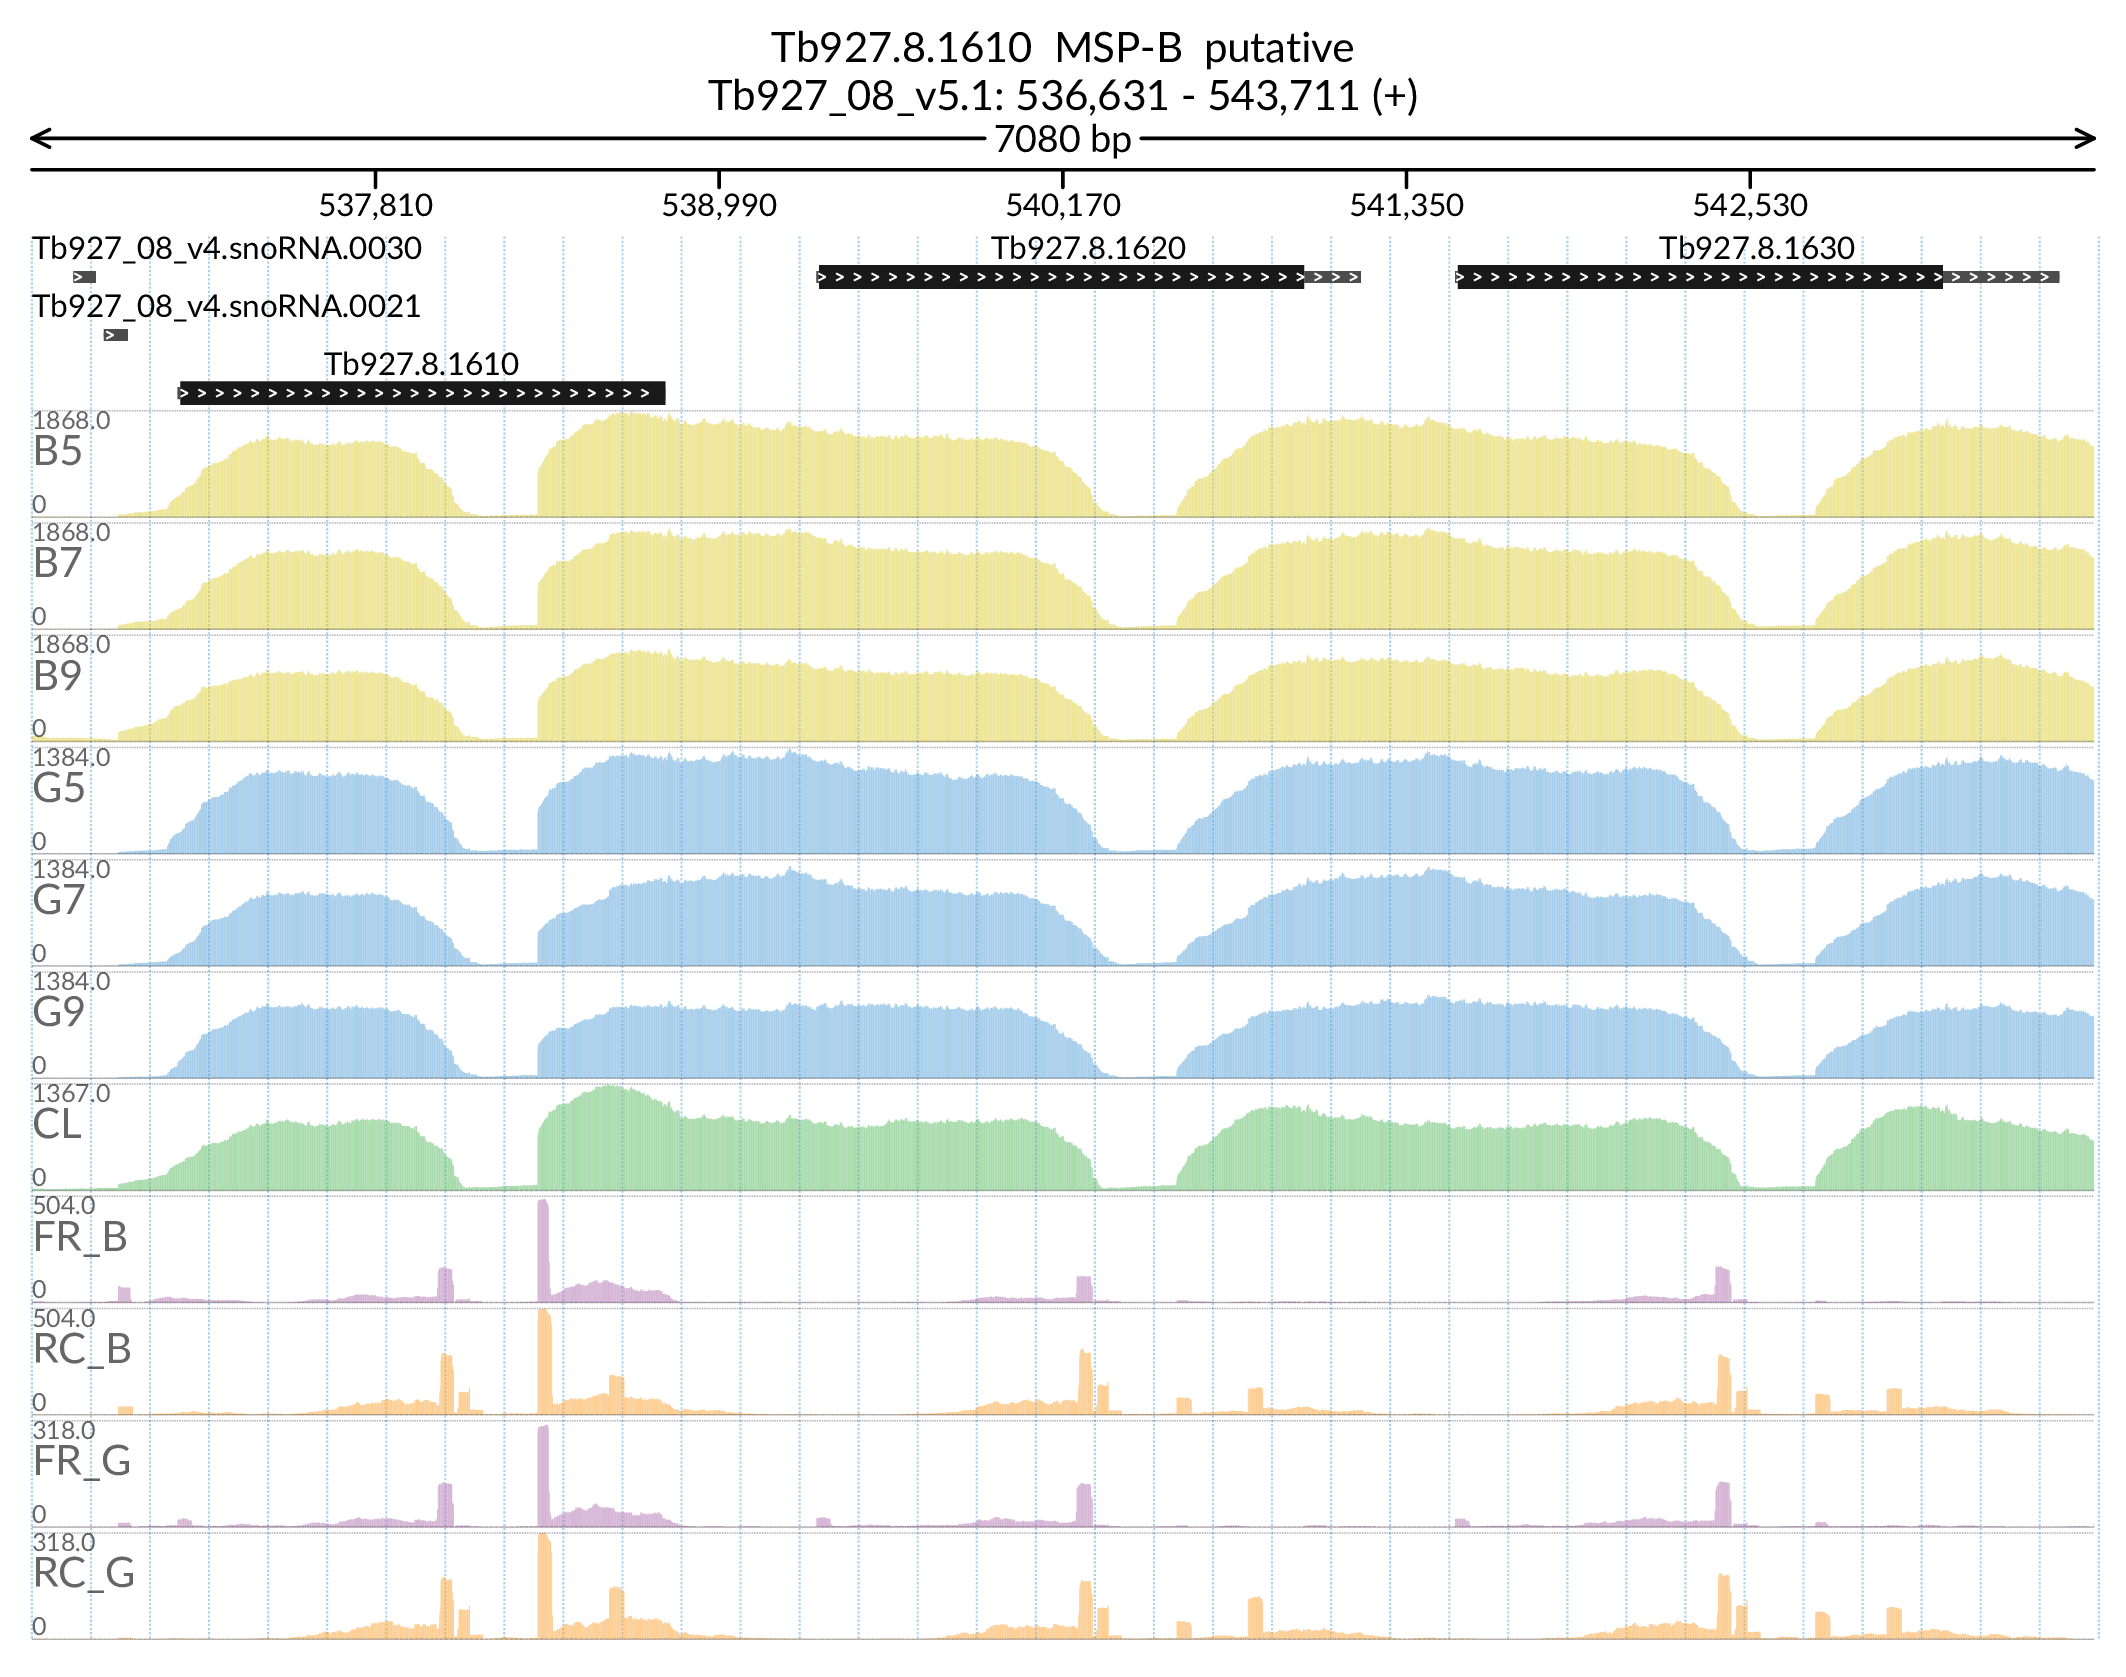 Tb927.8.1610 MSP-B putative
Tb927_08_v5.1: 536,631 - 543,711 (+)
7080 bp
537,810 538,990 540,170 541,350 542,530
Tb927_08_v4.snoRNA.0030 Tb927.8.1620 Tb927.8.1630
Tb927_08_v4.snoRNA.0021
Tb927.8.1610
1868.0
B5
0
1868.0
B7
0
1868.0
B9
0
1384.0
G5
0
1384.0
G7
0
1384.0
G9
0
1367.0
CL
0
504.0
FR_B
0
504.0
RC_B
0
318.0
FR_G
0
318.0
RC_G
0